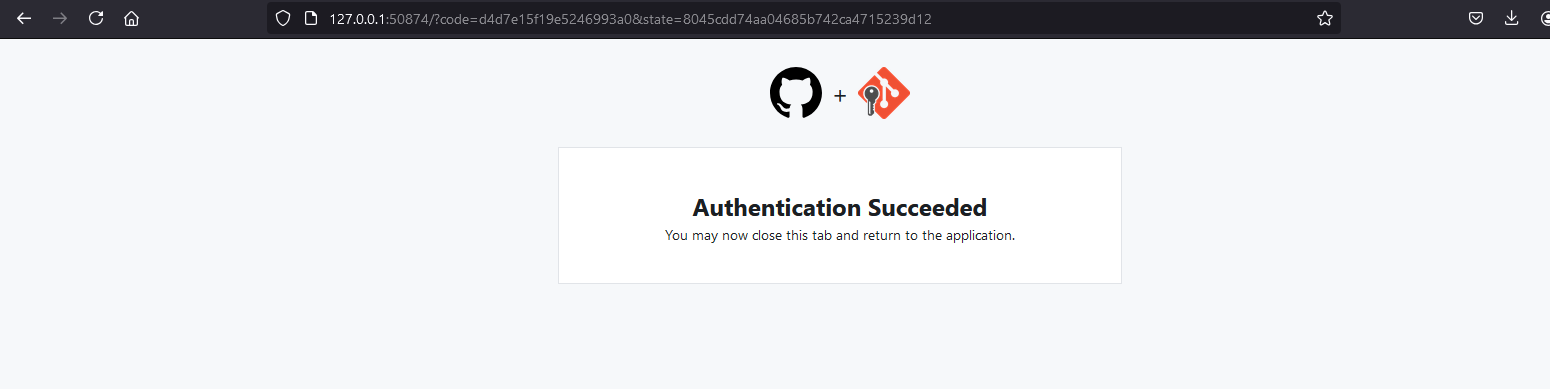 127.0.0.1:50874/?code=d4d7e15f19e5246993a0&state=8045cdd74aa04685b742ca4715239d12
+
Authentication Succeeded
You may now close this tab and return to the application.